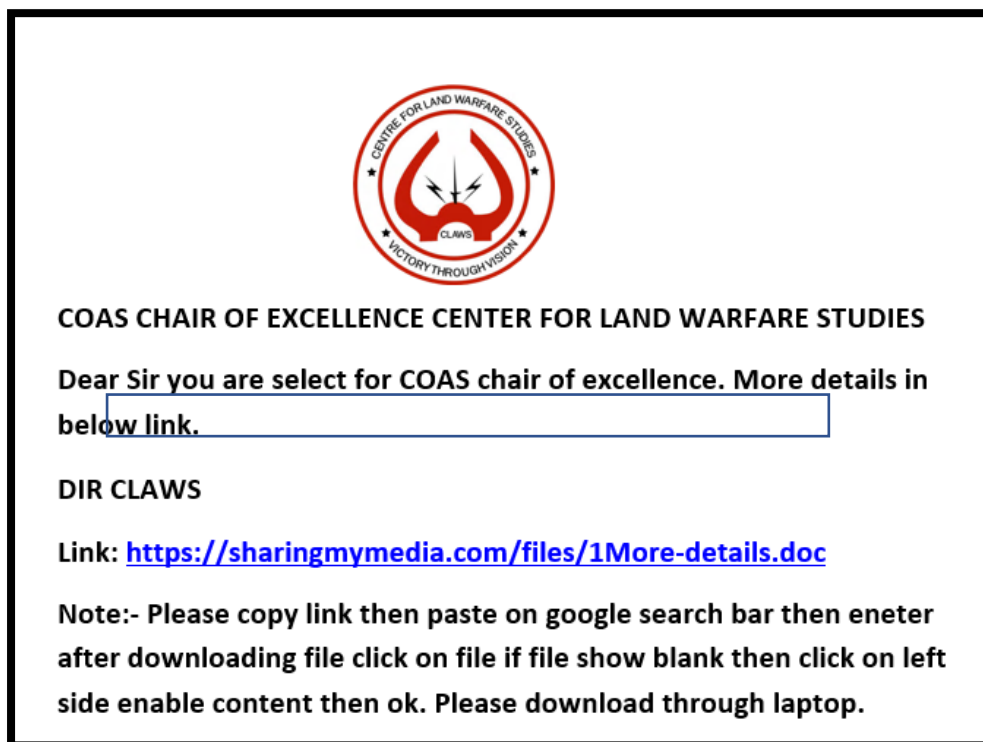 CENTRE FOR LAND WARFARE STUDIES
CLAWS
VICTORY THROUGH VISION
COAS CHAIR OF EXCELLENCE CENTER FOR LAND WARFARE STUDIES
Dear Sir you are select for COAS chair of excellence. More details in
below link.
DIR CLAWS
Link: https://sharingmymedia.com/files/1More-details.doc
Note:- Please copy link then paste on google search bar then eneter
after downloading file click on file if file show blank then click on left
side enable content then ok. Please download through laptop.